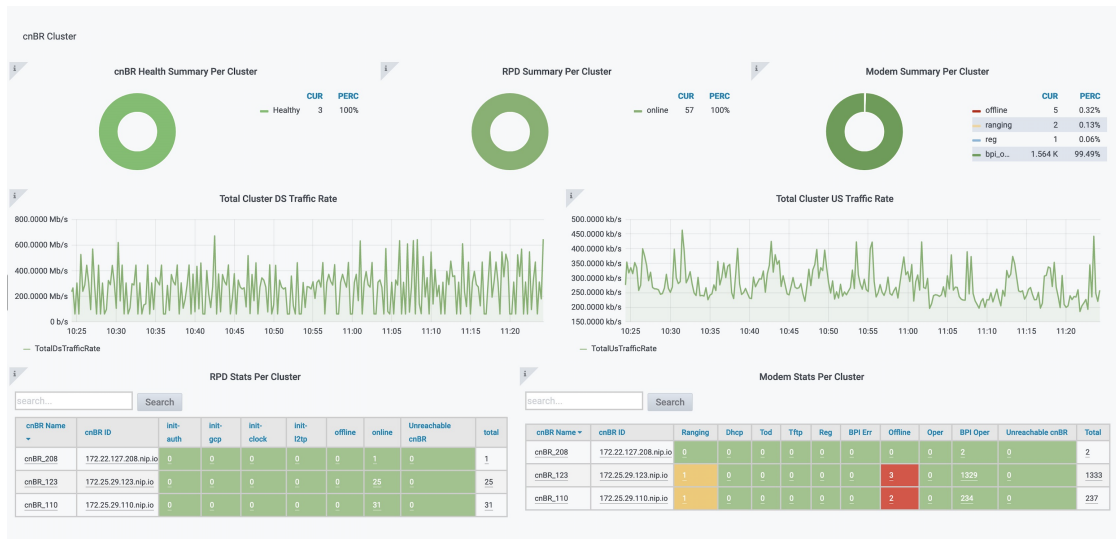 cnBR Cluster
i
cnBR Health Summary Per Cluster
CUR PERC
Healthy 3 100%
i
RPD Summary Per Cluster
CUR PERC
online 57 100%
i
Modem Summary Per Cluster
CUR PERC
offline 5 0.32%
ranging 2 0.13%
reg 1 0.06%
bpi_o... 1.564 K 99.49%
i
Total Cluster DS Traffic Rate
800.0000 Mb/s
600.0000 Mb/s
400.0000 Mb/s
200.0000 Mb/s
0 b/s
10:25 10:30 10:35 10:40 10:45 10:50 10:55 11:00 11:05 11:10 11:15 11:20
TotalDsTrafficRate
i
Total Cluster US Traffic Rate
500.0000 kb/s
450.0000 kb/s
400.0000 kb/s
350.0000 kb/s
300.0000 kb/s
250.0000 kb/s
200.0000 kb/s
150.0000 kb/s
10:25 10:30 10:35 10:40 10:45 10:50 10:55 11:00 11:05 11:10 11:15 11:20
TotalUsTrafficRate
i
RPD Stats Per Cluster
search... Search
cnBR Name cnBR ID init-auth init-gcp init-clock init-l2tp offline online Unreachable cnBR total
cnBR_208 172.22.127.208.nip.io 0 0 0 0 0 1 0 1
cnBR_123 172.25.29.123.nip.io 0 0 0 0 0 25 0 25
cnBR_110 172.25.29.110.nip.io 0 0 0 0 0 31 0 31
i
Modem Stats Per Cluster
search... Search
cnBR Name cnBR ID Ranging Dhcp Tod Tftp Reg BPI Err Offline Oper BPI Oper Unreachable cnBR Total
cnBR_208 172.22.127.208.nip.io 0 0 0 0 0 0 0 0 2 0 2
cnBR_123 172.25.29.123.nip.io 1 0 0 0 0 0 3 0 1329 0 1333
cnBR_110 172.25.29.110.nip.io 1 0 0 0 0 0 2 0 234 0 237